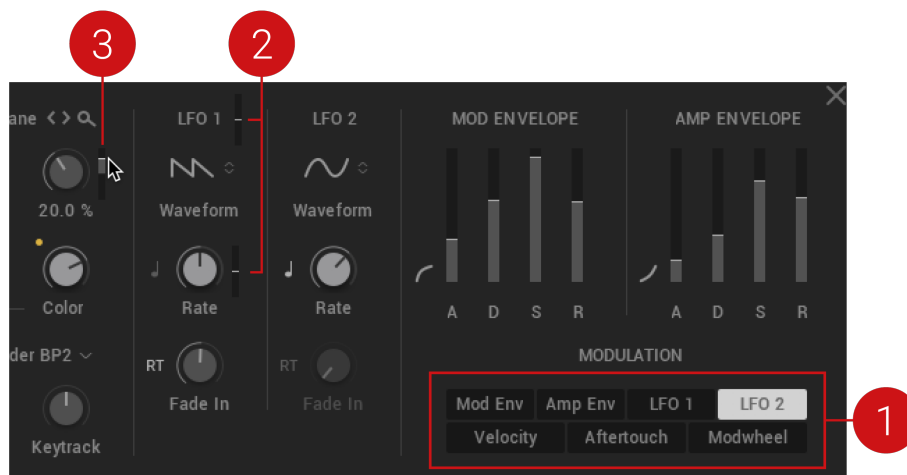 3 2
ane LFO 1 LFO 2 MOD ENVELOPE AMP ENVELOPE
20.0 % Waveform Waveform
Color Rate Rate A D S R A D S R
der BP2 MODULATION
RT RT
Fade In Fade In Mod Env Amp Env LFO 1 LFO 2 1
Keytrack Velocity Aftertouch Modwheel